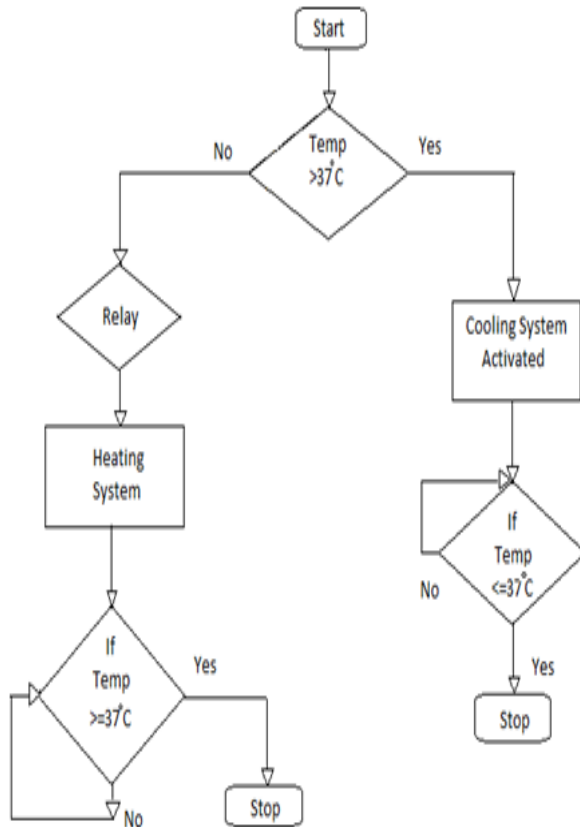 Start
Temp
>37°C
No
Yes
Relay
Cooling System
Activated
Heating
System
If
Temp
<=37°C
No
Yes
Stop
If
Temp
>=37°C
Yes
No
Stop